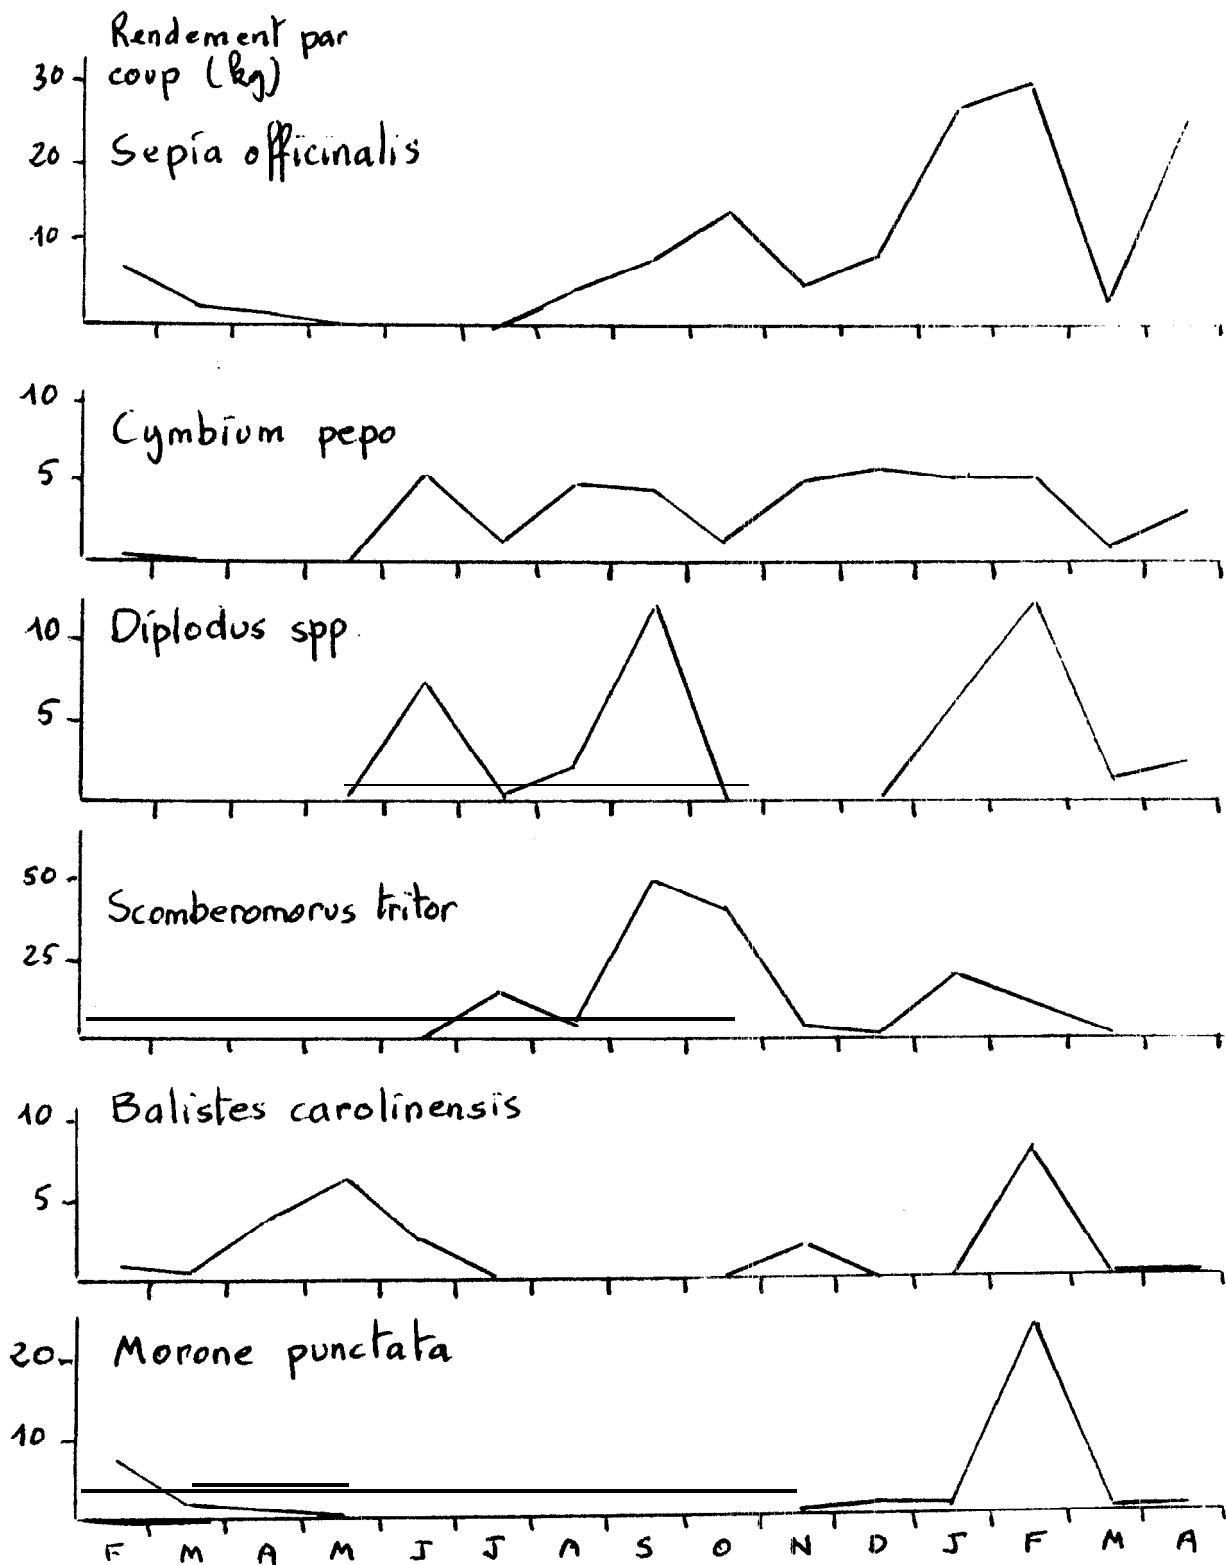 Rendement par
30 coup (kg)
20 Sepia officinalis
10
10
Cymbium pepo
5
10 Diplodus spp
5
50
Scomberomorus tritor
25
10 Balistes carolinensis
5
20 Morone punctata
10
F M A M J J A S O N D J F M A